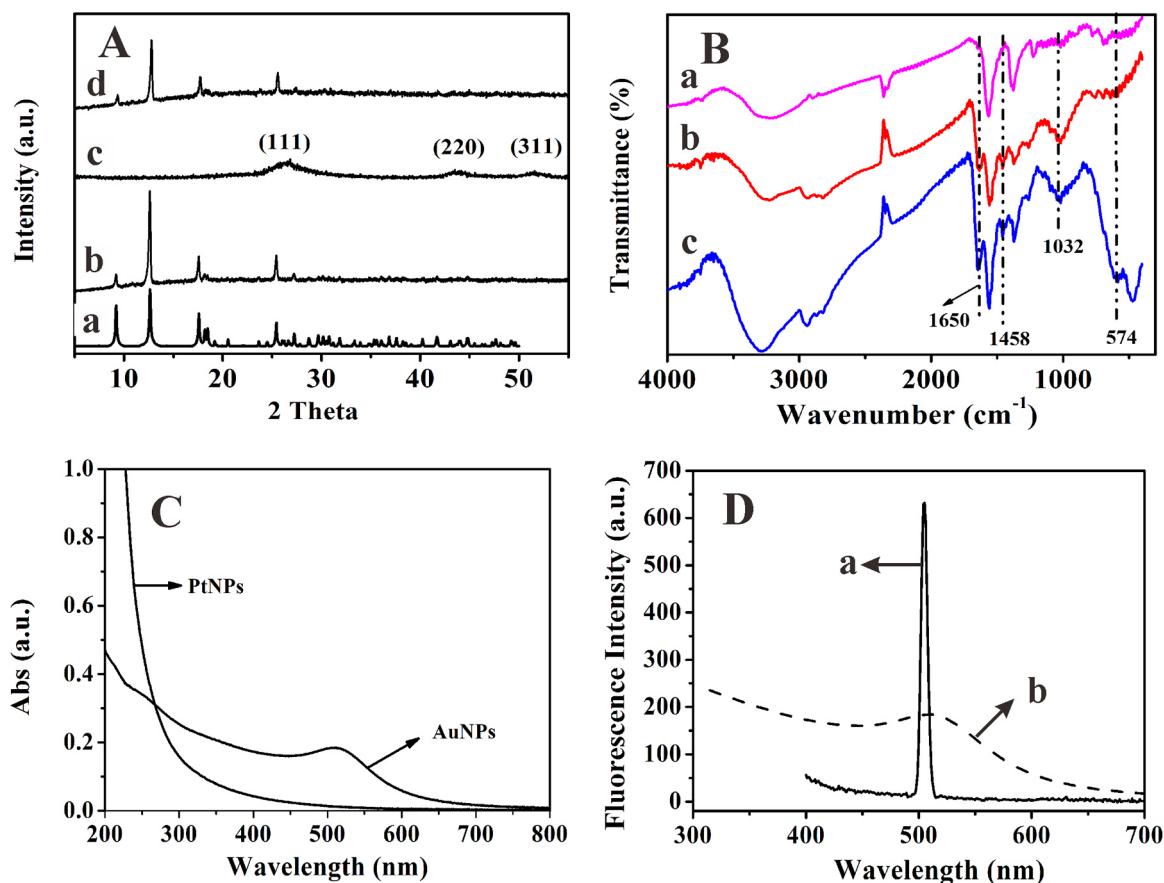 A
d
(111)
(220)
(311)
c
b
a
Intensity (a.u.)
10
20
30
40
50
2 Theta
B
a
b
c
1032
1650
1458
574
Transmittance (%)
4000
3000
2000
1000
Wavenumber (cm⁻¹)
C
1.0
0.8
0.6
0.4
0.2
0.0
PtNPs
AuNPs
Abs (a.u.)
200
300
400
500
600
700
800
Wavelength (nm)
D
700
600
500
400
300
200
100
0
a
b
Fluorescence Intensity (a.u.)
300
400
500
600
700
Wavelength (nm)